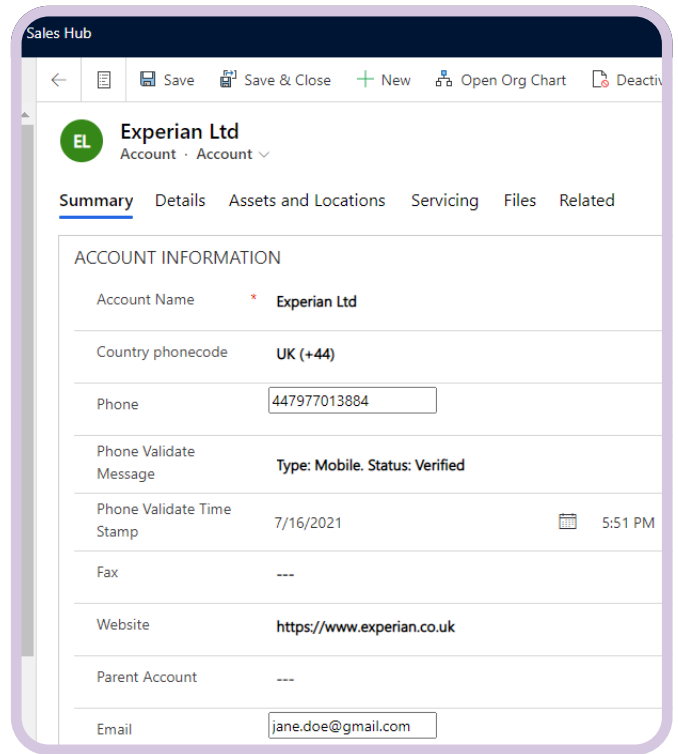 Sales Hub
Save Save & Close New Open Org Chart
EL
Experian Ltd
Account · Account
Summary Details Assets and Locations Servicing Files Related
ACCOUNT INFORMATION
Account Name * Experian Ltd
Country phonecode UK (+44)
Phone 447977013884
Phone Validate
Message Type: Mobile. Status: Verified
Phone Validate Time
Stamp 7/16/2021 5:51 PM
Fax ---
Website https://www.experian.co.uk
Parent Account ---
Email jane.doe@gmail.com